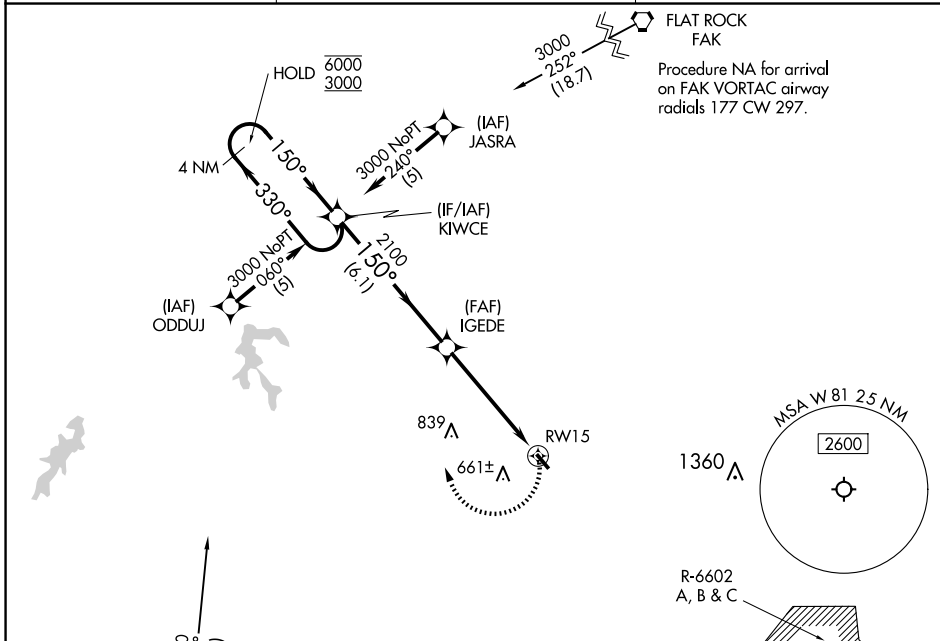 FLAT ROCK
FAK
3000
252°
(18.7)
Procedure NA for arrival
on FAK VORTAC airway
radials 177 CW 297.
HOLD 6000
3000
(IAF)
JASRA
3000 NoPT
240°
(5)
4 NM
150°
330°
(IF/IAF)
KIWCE
2100
150°
(6.1)
3000 NoPT
060°
(5)
(IAF)
ODDUJ
(FAF)
IGEDE
839
661±
RW15
MSA W 81 25 NM
2600
1360
R-6602
A, B & C